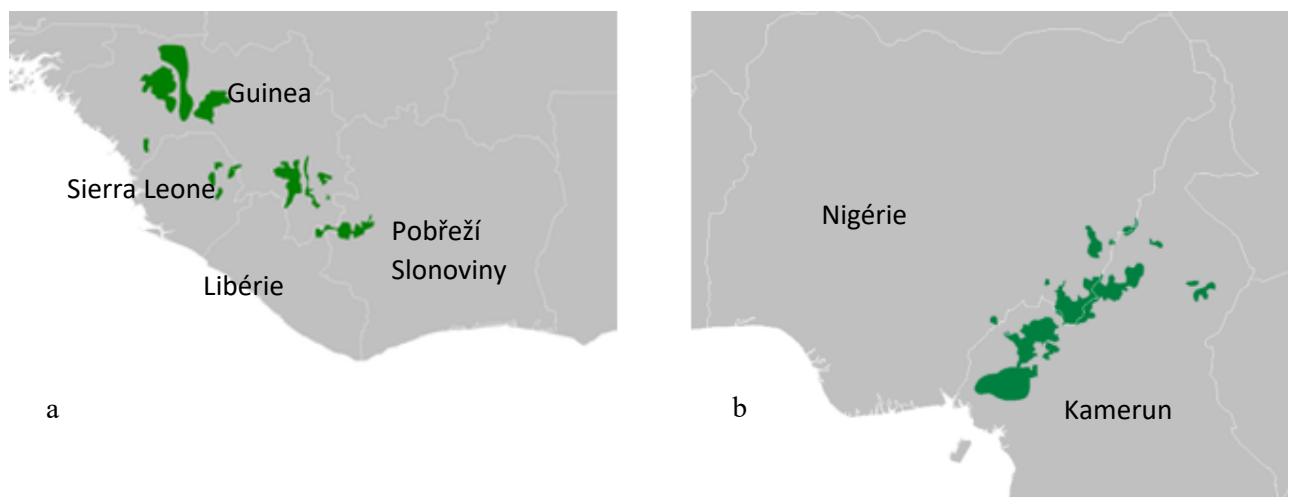 Guinea
Sierra Leone
Pobřeží
Slonoviny
Libérie
a
Nigérie
Kamerun
b